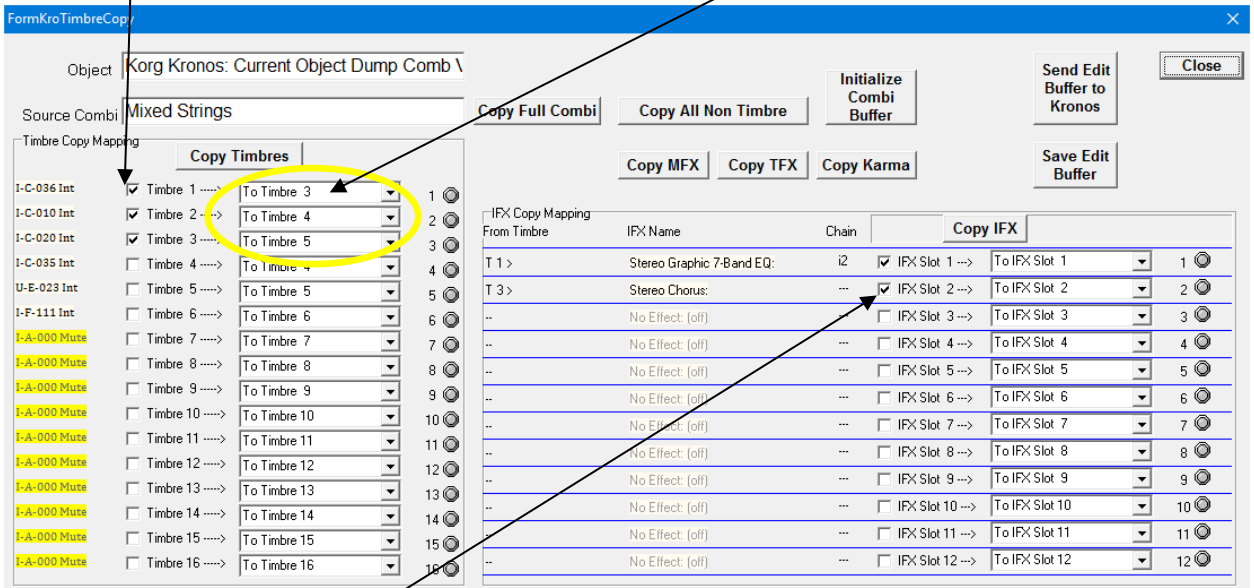 FormKroTimbreCopy
Object Korg Kronos: Current Object Dump Comb V
Source Combi Mixed Strings
Copy Full Combi Copy All Non Timbre
Initialize
Combi
Buffer
Send Edit
Buffer to
Kronos
Close
Copy MFX Copy TFX Copy Karma
Save Edit
Buffer
Timbre Copy Mapping
Copy Timbres
I-C-036 Int Timbre 1 -----> To Timbre 3 1
I-C-010 Int Timbre 2 -----> To Timbre 4 2
I-C-020 Int Timbre 3 -----> To Timbre 5 3
I-C-035 Int Timbre 4 -----> To Timbre 4 4
U-E-023 Int Timbre 5 -----> To Timbre 5 5
I-F-111 Int Timbre 6 -----> To Timbre 6 6
I-A-000 Mute Timbre 7 -----> To Timbre 7 7
I-A-000 Mute Timbre 8 -----> To Timbre 8 8
I-A-000 Mute Timbre 9 -----> To Timbre 9 9
I-A-000 Mute Timbre 10 -----> To Timbre 10 10
I-A-000 Mute Timbre 11 -----> To Timbre 11 11
I-A-000 Mute Timbre 12 -----> To Timbre 12 12
I-A-000 Mute Timbre 13 -----> To Timbre 13 13
I-A-000 Mute Timbre 14 -----> To Timbre 14 14
I-A-000 Mute Timbre 15 -----> To Timbre 15 15
I-A-000 Mute Timbre 16 -----> To Timbre 16 16
IFX Copy Mapping
From Timbre IFX Name Chain Copy IFX
T 1 > Stereo Graphic 7-Band EQ: i2 IFX Slot 1 ---> To IFX Slot 1 1
T 3 > Stereo Chorus: --- IFX Slot 2 ---> To IFX Slot 2 2
-- No Effect: (off) --- IFX Slot 3 ---> To IFX Slot 3 3
-- No Effect: (off) --- IFX Slot 4 ---> To IFX Slot 4 4
-- No Effect: (off) --- IFX Slot 5 ---> To IFX Slot 5 5
-- No Effect: (off) --- IFX Slot 6 ---> To IFX Slot 6 6
-- No Effect: (off) --- IFX Slot 7 ---> To IFX Slot 7 7
-- No Effect: (off) --- IFX Slot 8 ---> To IFX Slot 8 8
-- No Effect: (off) --- IFX Slot 9 ---> To IFX Slot 9 9
-- No Effect: (off) --- IFX Slot 10 ---> To IFX Slot 10 10
-- No Effect: (off) --- IFX Slot 11 ---> To IFX Slot 11 11
-- No Effect: (off) --- IFX Slot 12 ---> To IFX Slot 12 12